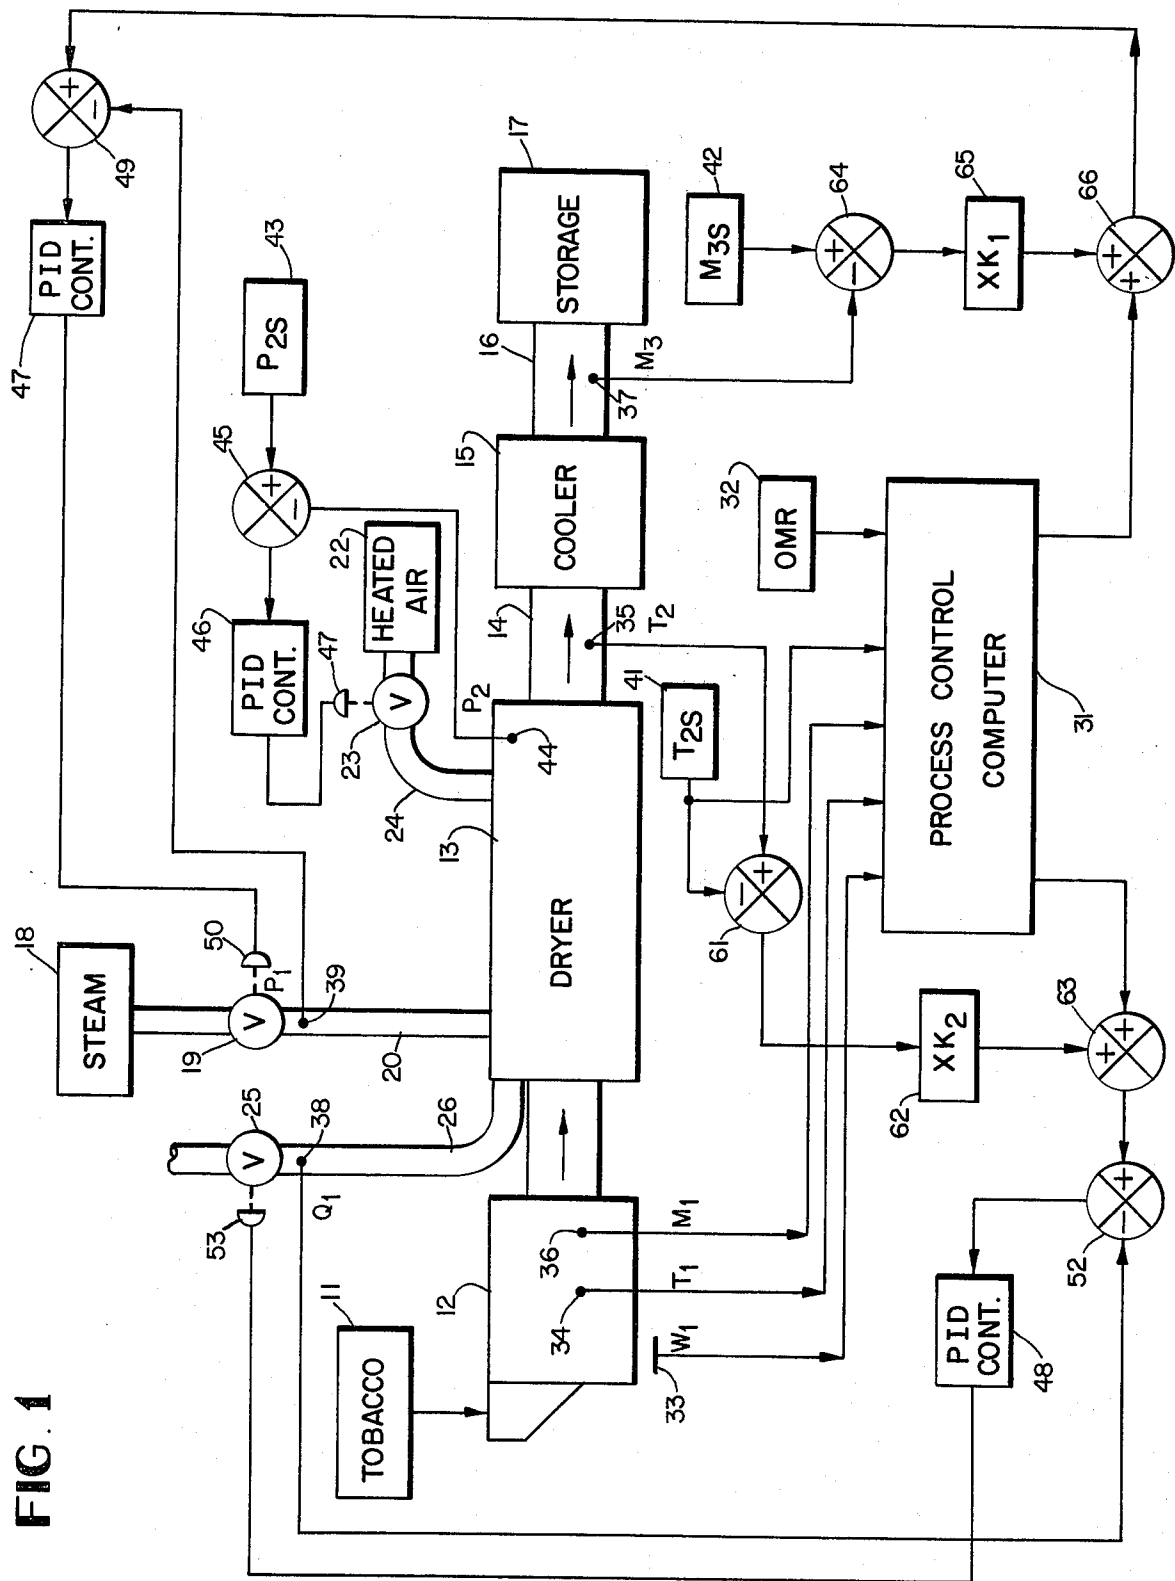 FIG. 1
TOBACCO
11
12
33
W1
34
T1
36
M1
53
Q1
25
38
26
STEAM
18
19
50
P1
39
20
DRYER
13
24
23
V
V
V
47
PID CONT.
46
HEATED AIR
22
P2
44
45
P2S
43
PID CONT.
47
49
14
35
T2
COOLER
15
16
37
M3
STORAGE
17
T2S
41
61
XK2
62
63
52
PID CONT.
48
PROCESS CONTROL COMPUTER
31
OMR
32
M3S
42
64
XK1
65
66
+
−
+
−
+
−
−
+
+
+
+
+
+
−